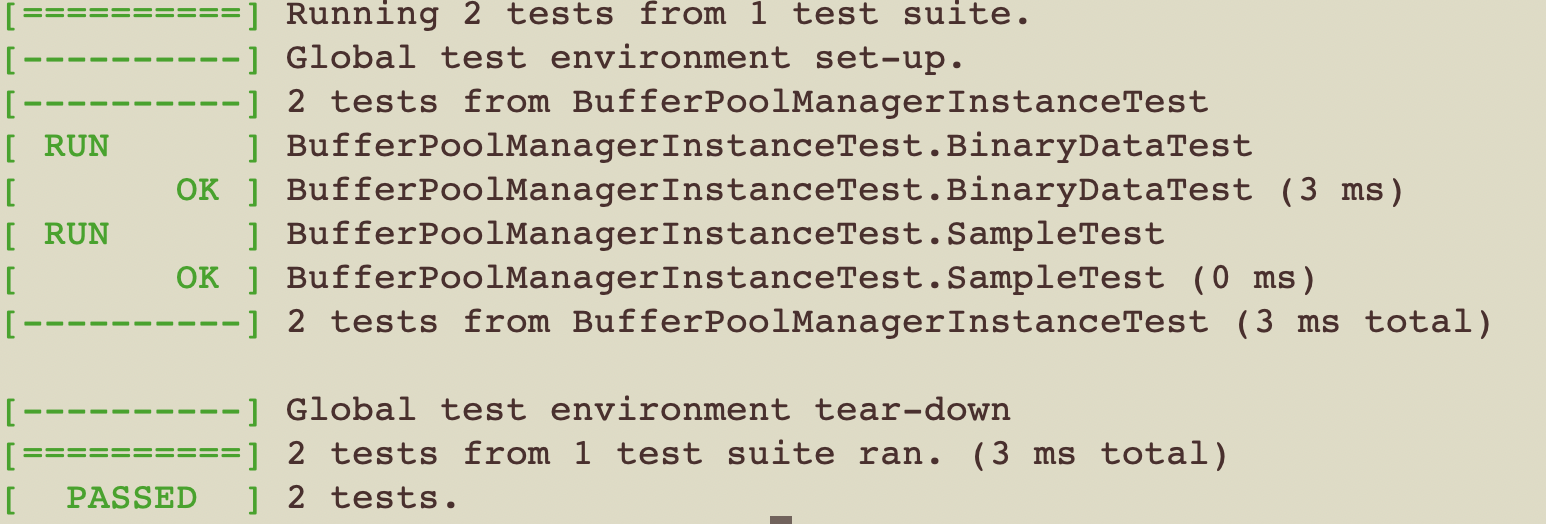 [==========] Running 2 tests from 1 test suite.
[----------] Global test environment set-up.
[----------] 2 tests from BufferPoolManagerInstanceTest
[ RUN      ] BufferPoolManagerInstanceTest.BinaryDataTest
[       OK ] BufferPoolManagerInstanceTest.BinaryDataTest (3 ms)
[ RUN      ] BufferPoolManagerInstanceTest.SampleTest
[       OK ] BufferPoolManagerInstanceTest.SampleTest (0 ms)
[----------] 2 tests from BufferPoolManagerInstanceTest (3 ms total)
[----------] Global test environment tear-down
[==========] 2 tests from 1 test suite ran. (3 ms total)
[  PASSED  ] 2 tests.